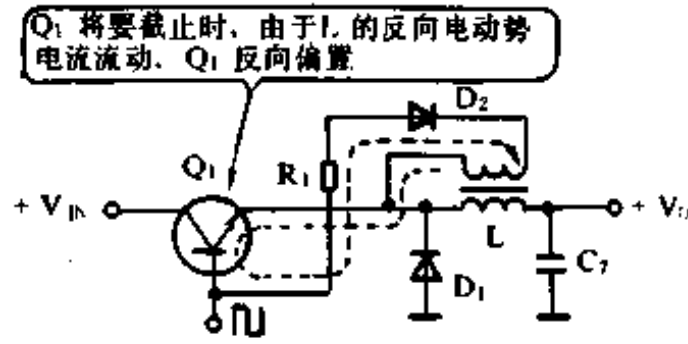 Q₁ 将要截止时、由于L 的反向电动势
电流流动、Q₁ 反向偏置
D₂
Q₁
R₁
+ V_IN
+ V
L
D₁
C₇